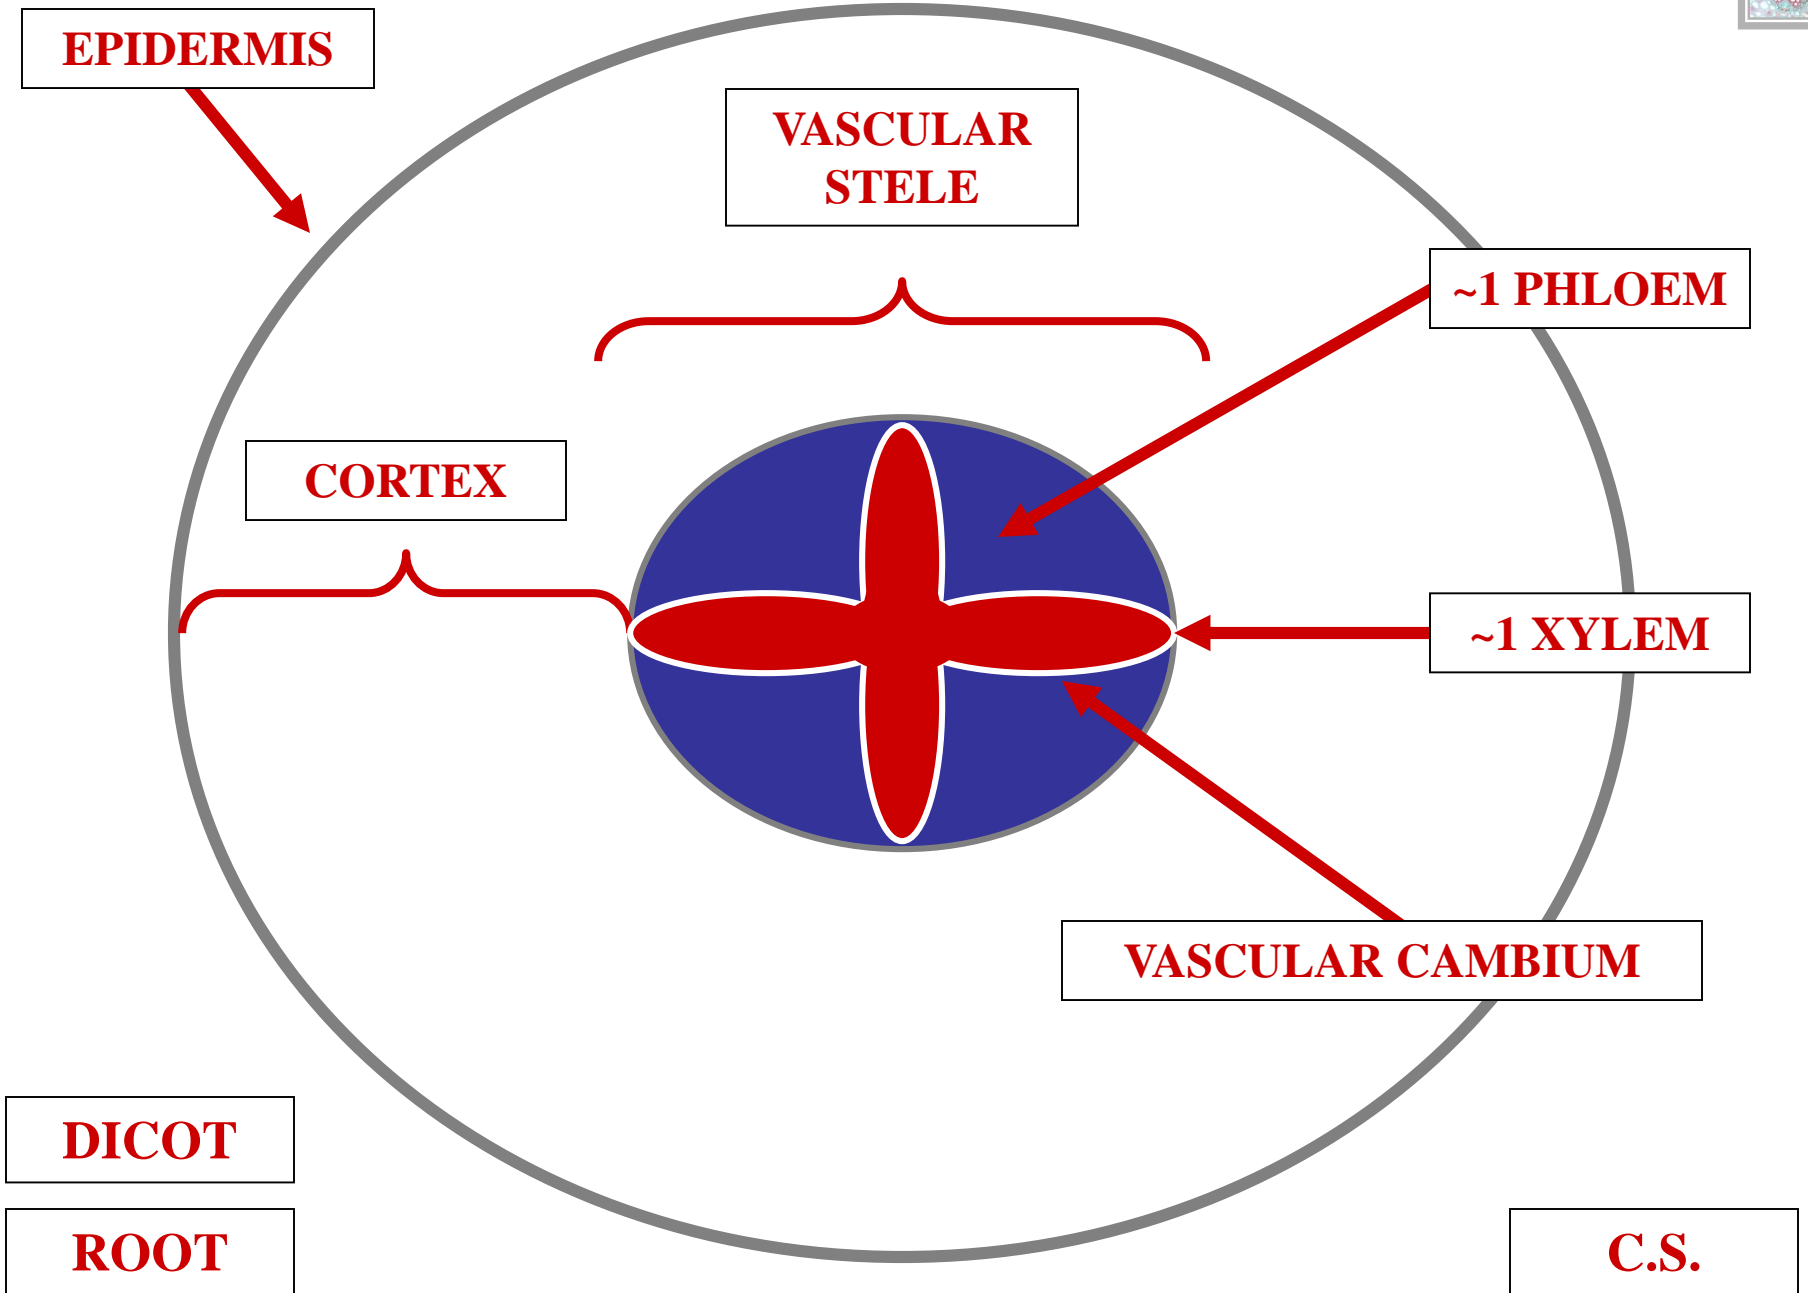 EPIDERMIS
VASCULAR
STELE
~1 PHLOEM
CORTEX
~1 XYLEM
VASCULAR CAMBIUM
DICOT
ROOT
C.S.